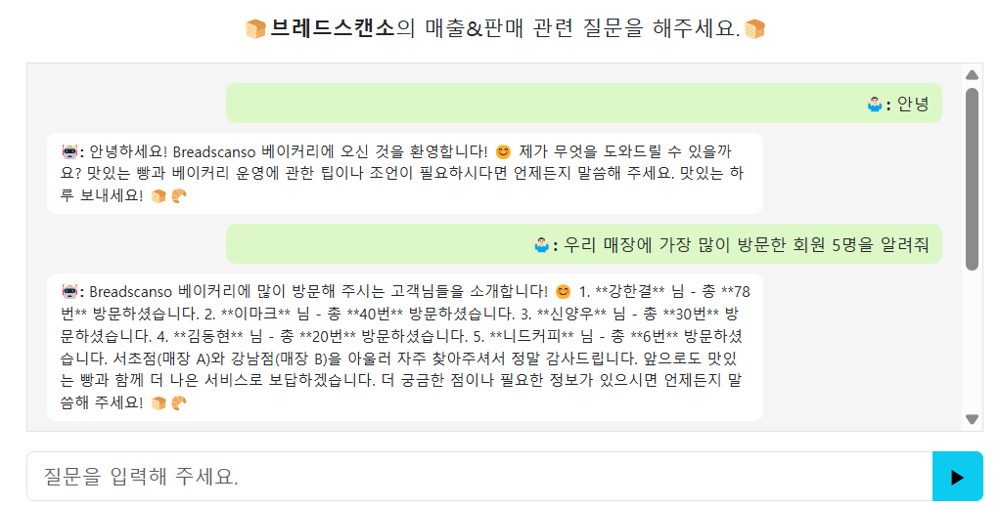 🍞브레드스캔소의 매출&판매 관련 질문을 해주세요.🍞
🤷🏻‍♂️: 안녕
🤖: 안녕하세요! Breadscanso 베이커리에 오신 것을 환영합니다! 😊 제가 무엇을 도와드릴 수 있을까
요? 맛있는 빵과 베이커리 운영에 관한 팁이나 조언이 필요하시다면 언제든지 말씀해 주세요. 맛있는 하
루 보내세요! 🍞🥐
🤷🏻‍♂️: 우리 매장에 가장 많이 방문한 회원 5명을 알려줘
🤖: Breadscanso 베이커리에 많이 방문해 주시는 고객님들을 소개합니다! 😊 1. **강한결** 님 - 총 **78
번** 방문하셨습니다. 2. **이마크** 님 - 총 **40번** 방문하셨습니다. 3. **신양우** 님 - 총 **30번** 방
문하셨습니다. 4. **김동현** 님 - 총 **20번** 방문하셨습니다. 5. **니드커피** 님 - 총 **6번** 방문하셨
습니다. 서초점(매장 A)와 강남점(매장 B)을 아울러 자주 찾아주셔서 정말 감사드립니다. 앞으로도 맛있
는 빵과 함께 더 나은 서비스로 보답하겠습니다. 더 궁금한 점이나 필요한 정보가 있으시면 언제든지 말
씀해 주세요! 🍞🥐
질문을 입력해 주세요.